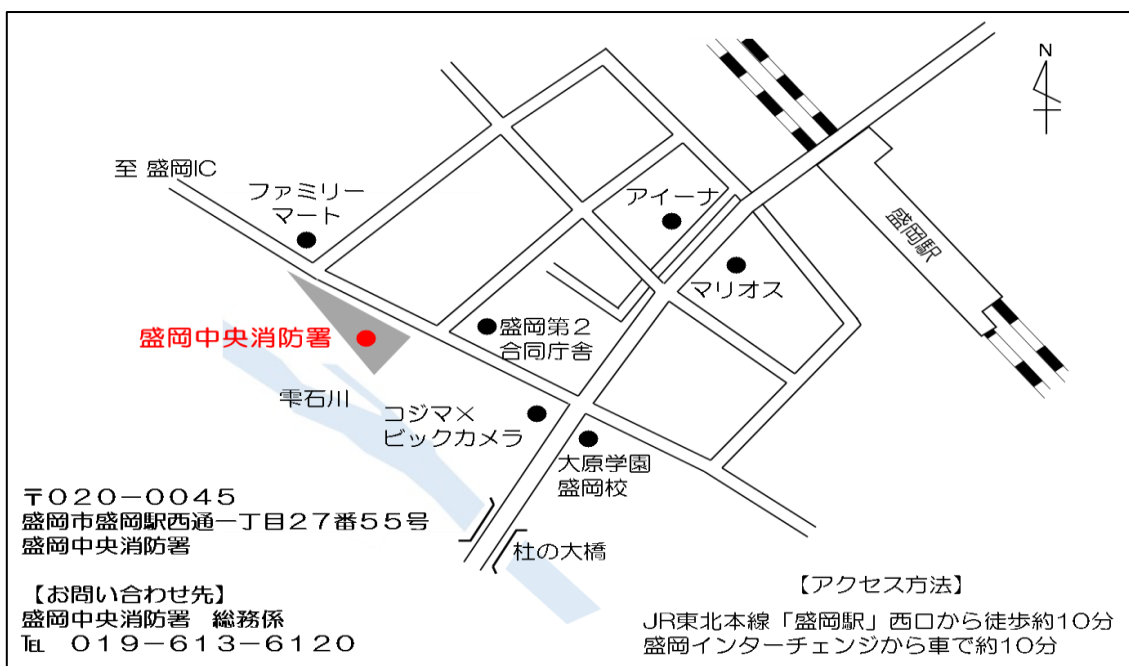 N
至 盛岡IC
ファミリー
マート
アイーナ
盛岡駅
マリオス
盛岡中央消防署
盛岡第２
合同庁舎
雫石川
コジマ×
ビックカメラ
大原学園
盛岡校
杜の大橋
〒０２０－００４５
盛岡市盛岡駅西通一丁目２７番５５号
盛岡中央消防署
【お問い合わせ先】
盛岡中央消防署　総務係
℡　０１９－６１３－６１２０
【アクセス方法】
JR東北本線「盛岡駅」西口から徒歩約10分
盛岡インターチェンジから車で約10分